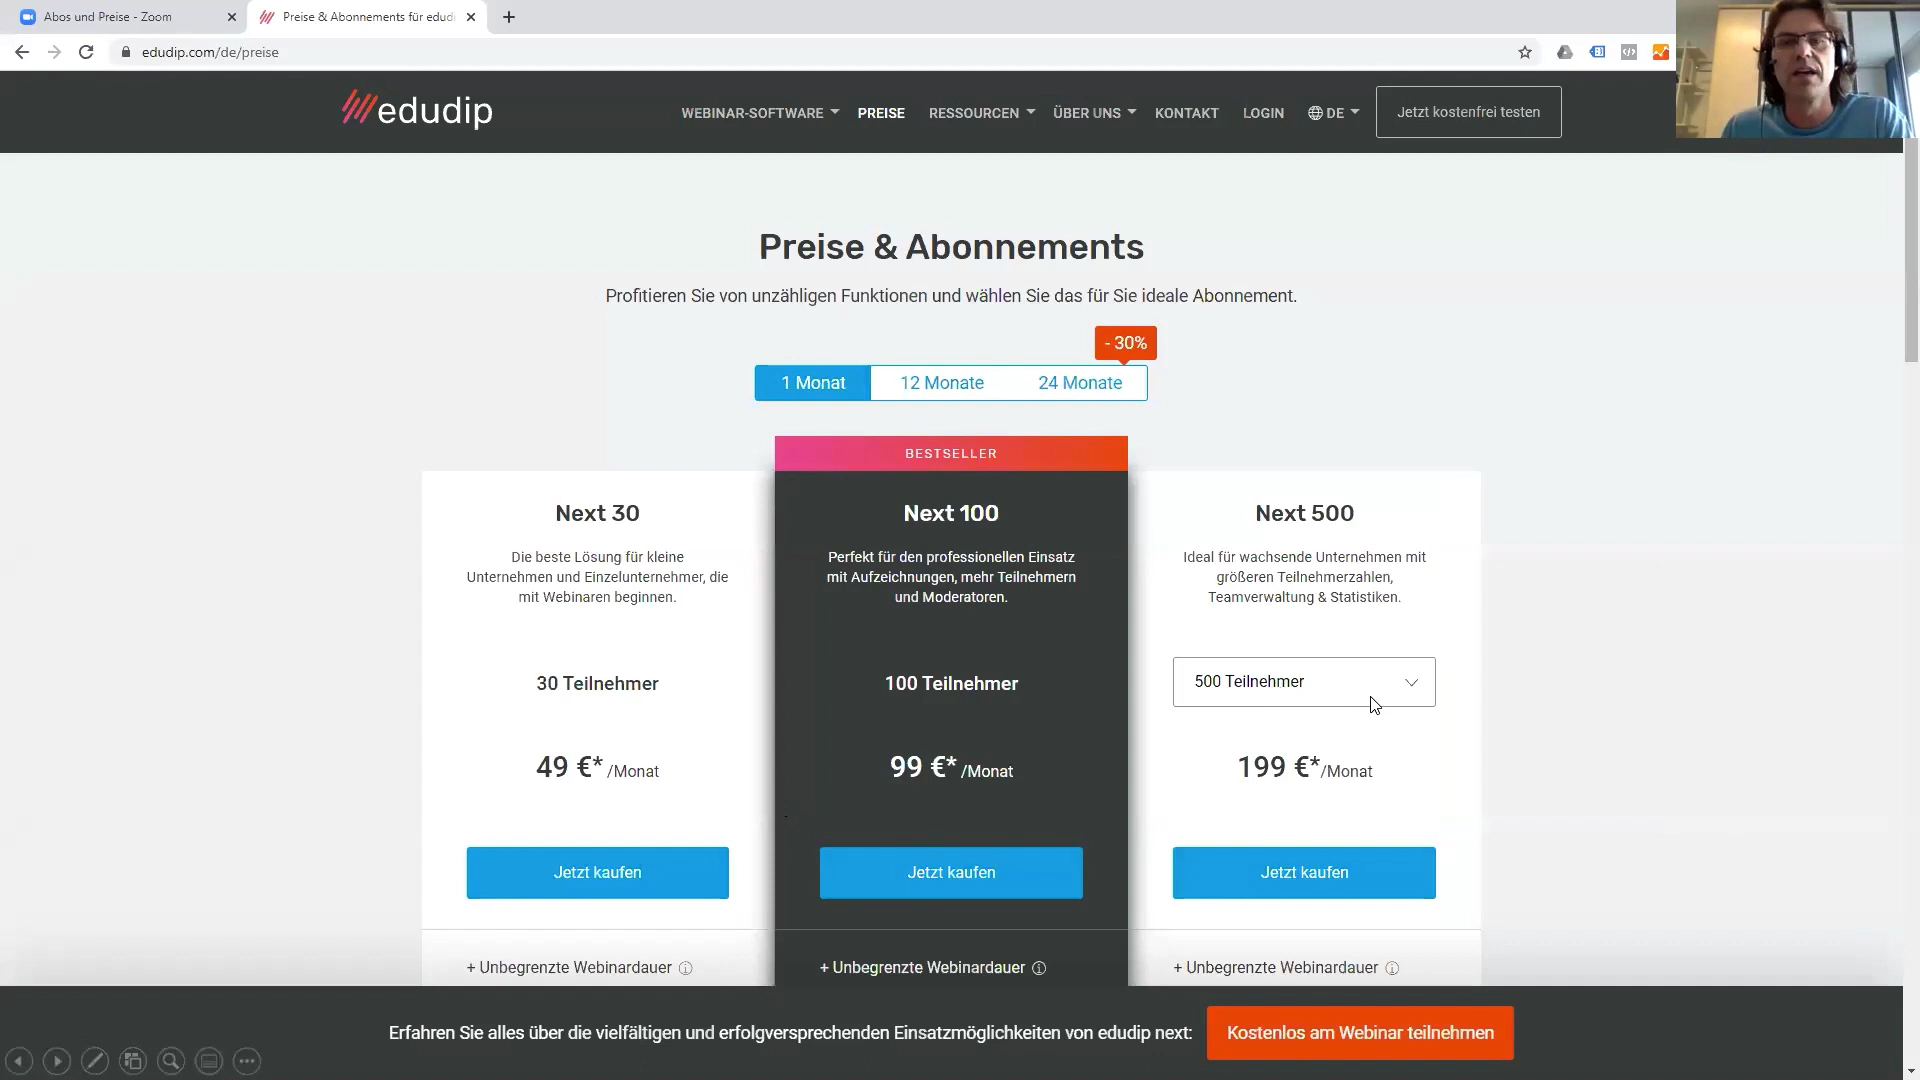 Abos und Preise - Zoom
Preise & Abonnements für edudi
edudip.com/de/preise
edudip
WEBINAR-SOFTWARE PREISE RESSOURCEN ÜBER UNS KONTAKT LOGIN DE Jetzt kostenfrei testen
Preise & Abonnements
Profitieren Sie von unzähligen Funktionen und wählen Sie das für Sie ideale Abonnement.
- 30%
1 Monat 12 Monate 24 Monate
BESTSELLER
Next 30
Die beste Lösung für kleine
Unternehmen und Einzelunternehmer, die
mit Webinaren beginnen.
30 Teilnehmer
49 €* /Monat
Jetzt kaufen
+ Unbegrenzte Webinardauer
Next 100
Perfekt für den professionellen Einsatz
mit Aufzeichnungen, mehr Teilnehmern
und Moderatoren.
100 Teilnehmer
99 €* /Monat
Jetzt kaufen
+ Unbegrenzte Webinardauer
Next 500
Ideal für wachsende Unternehmen mit
größeren Teilnehmerzahlen,
Teamverwaltung & Statistiken.
500 Teilnehmer
199 €*/Monat
Jetzt kaufen
+ Unbegrenzte Webinardauer
Erfahren Sie alles über die vielfältigen und erfolgversprechenden Einsatzmöglichkeiten von edudip next: Kostenlos am Webinar teilnehmen